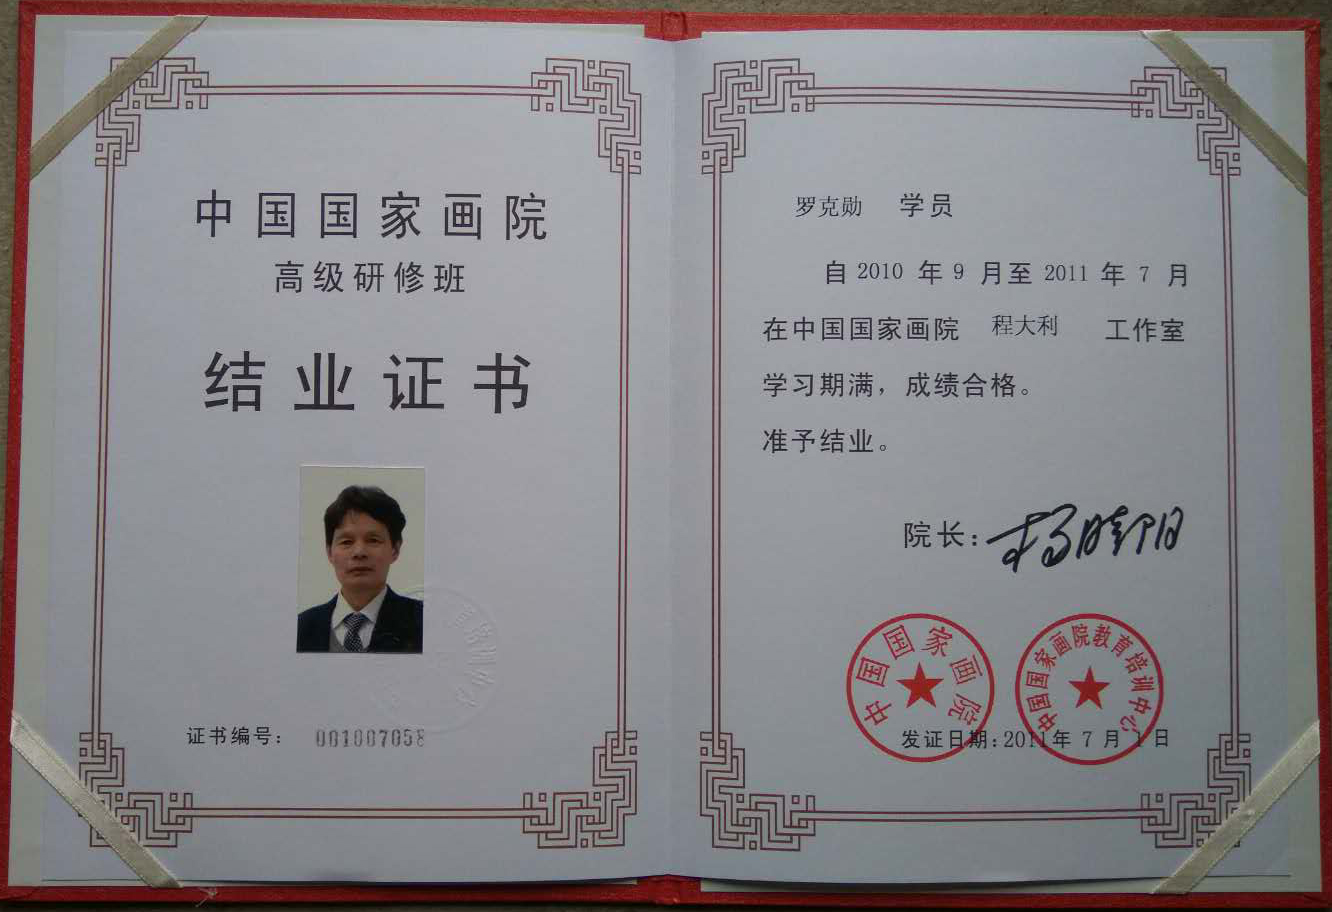 中国国家画院
高级研修班
结业证书
证书编号： 001007058
罗克勋 学员
自 2010 年 9 月至 2011 年 7 月
在中国国家画院 程大利 工作室
学习期满，成绩合格。
准予结业。
院长：杨晓阳
中国国家画院
中国国家画院教育培训中心
发证日期：2011年 7 月 1 日